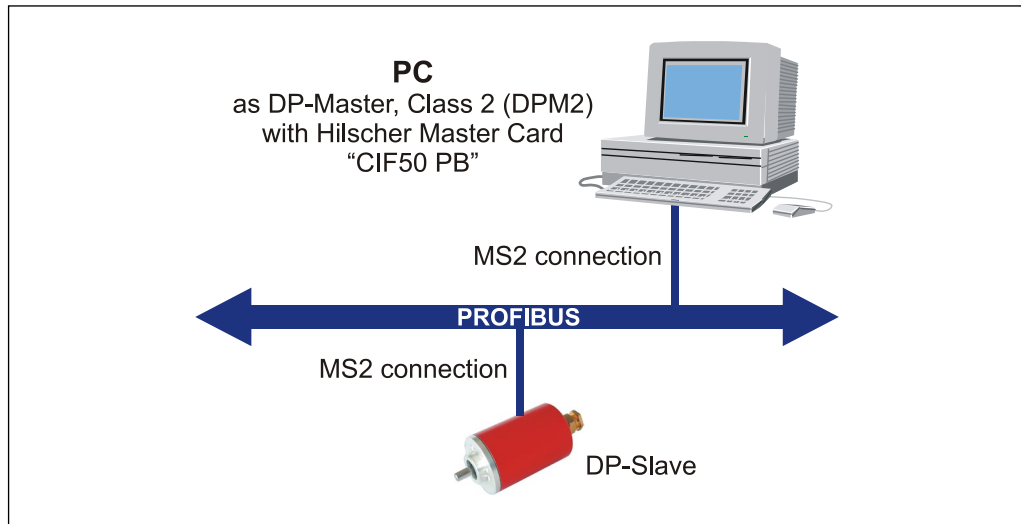 PC
as DP-Master, Class 2 (DPM2)
with Hilscher Master Card
“CIF50 PB”
MS2 connection
PROFIBUS
MS2 connection
DP-Slave